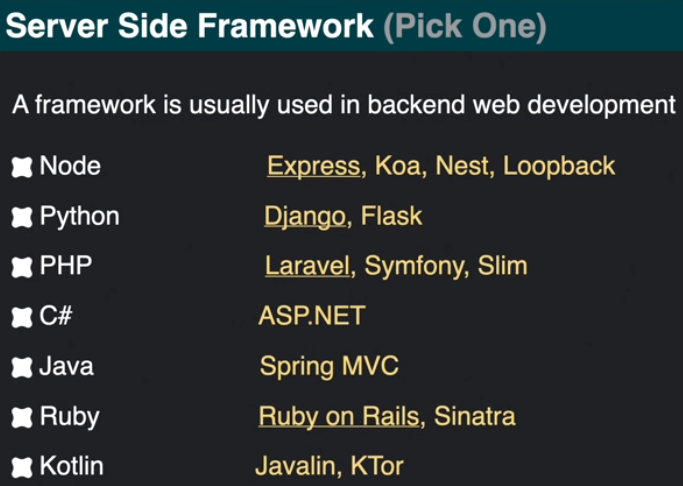 Server Side Framework (Pick One)
A framework is usually used in backend web development
Node Express, Koa, Nest, Loopback
Python Django, Flask
PHP Laravel, Symfony, Slim
C# ASP.NET
Java Spring MVC
Ruby Ruby on Rails, Sinatra
Kotlin Javalin, KTor